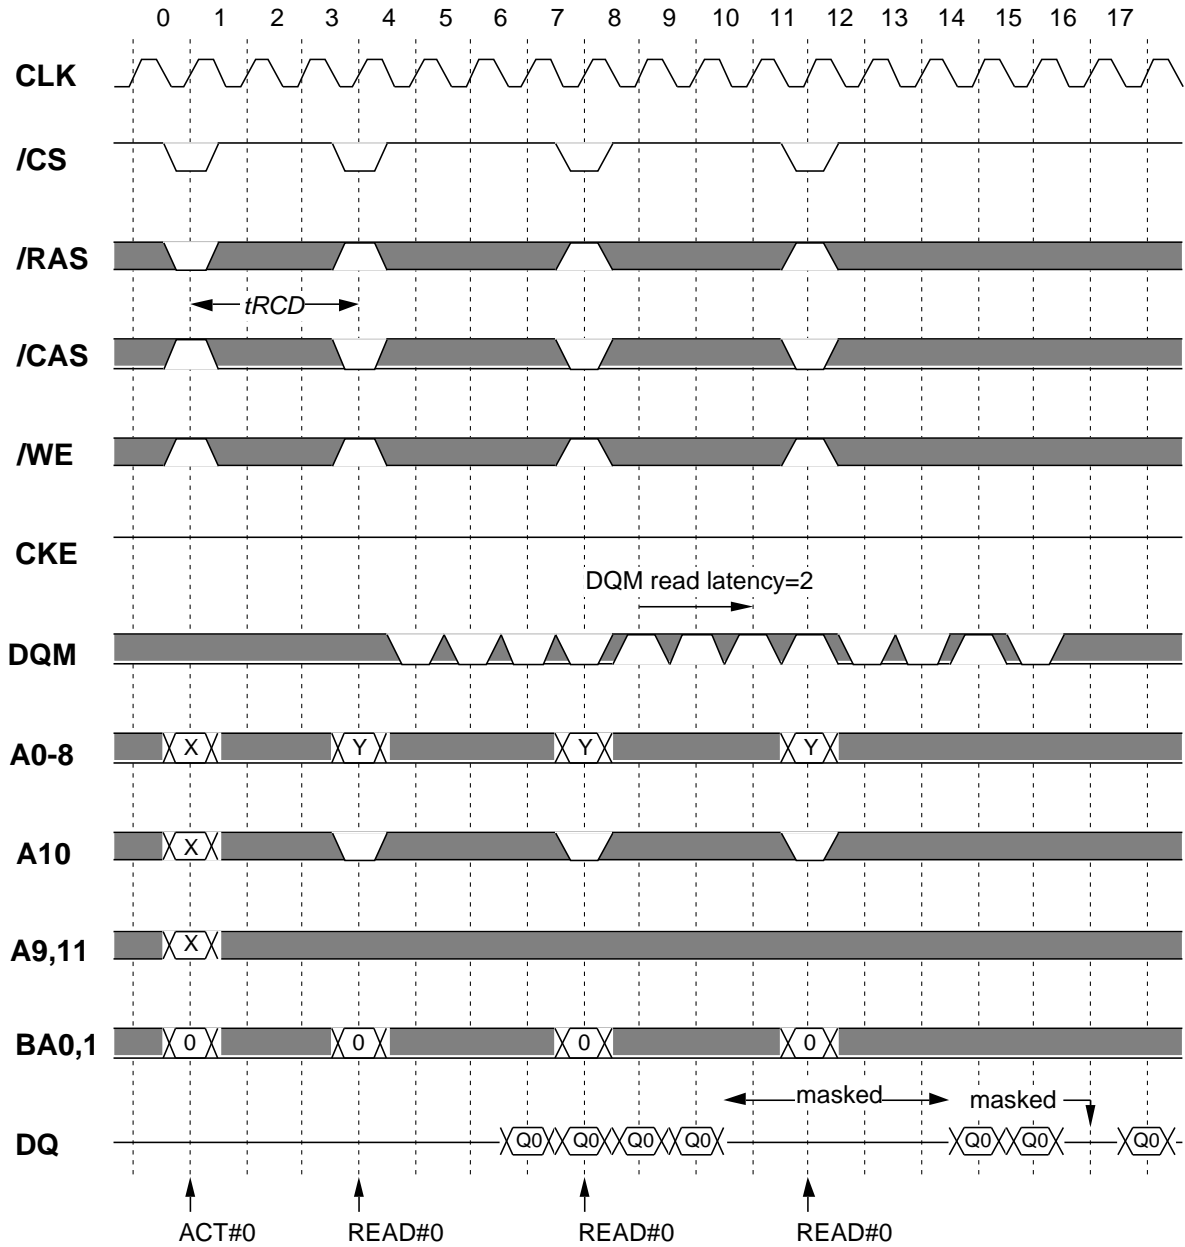 0 1 2 3 4 5 6 7 8 9 10 11 12 13 14 15 16 17
CLK
/CS
/RAS
tRCD
/CAS
/WE
CKE
DQM read latency=2
DQM
A0-8 X Y Y Y
A10 X
A9,11 X
BA0,1 0 0 0 0
masked masked
DQ Q0 Q0 Q0 Q0 Q0 Q0 Q0
ACT#0 READ#0 READ#0 READ#0